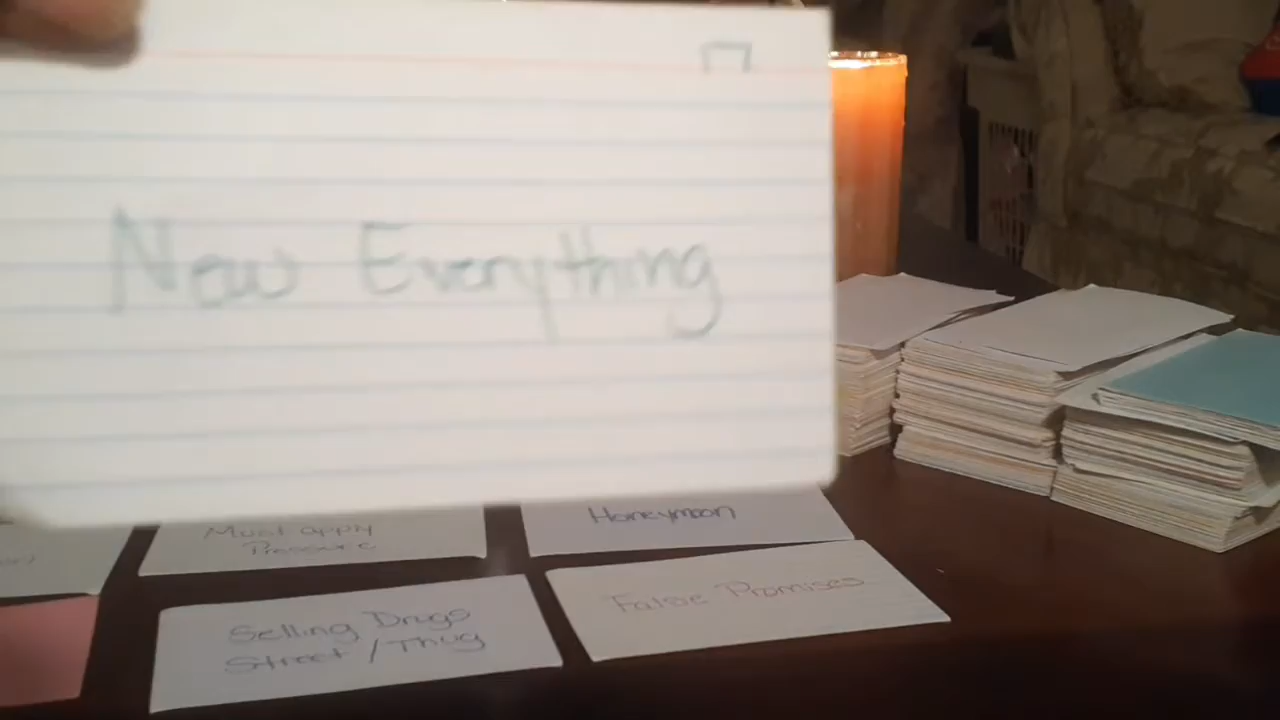 New Everything
Must apply
Pressure
Honeymoon
Selling Drugs
Street / Thug
False Promises